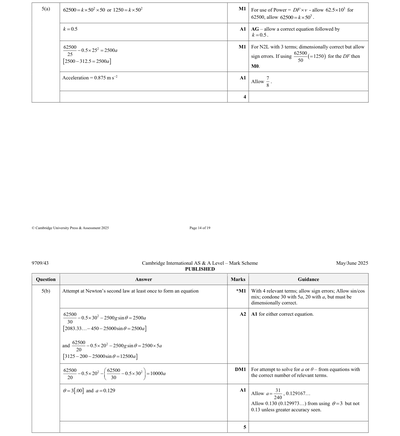 5(a)
62500 = k × 50² × 50 or 1250 = k × 50²
M1
For use of Power = DF × v – allow 62.5×10³ for
62500, allow 62500 = k × 50³.
k = 0.5
A1
AG – allow a correct equation followed by
k = 0.5.
62500/25 − 0.5 × 25² = 2500a
[2500 − 312.5 = 2500a]
M1
For N2L with 3 terms; dimensionally correct but allow
sign errors. If using 62500/50 (= 1250) for the DF then
M0.
Acceleration = 0.875 m s⁻²
A1
Allow 7/8.
4
© Cambridge University Press & Assessment 2025
Page 14 of 19
9709/43
Cambridge International AS & A Level – Mark Scheme
PUBLISHED
May/June 2025
Question
Answer
Marks
Guidance
5(b)
Attempt at Newton's second law at least once to form an equation
*M1
With 4 relevant terms; allow sign errors; Allow sin/cos
mix; condone 30 with 5a, 20 with a, but must be
dimensionally correct.
62500/30 − 0.5 × 30² − 2500g sin θ = 2500a
[2083.33… − 450 − 25000 sin θ = 2500a]
and 62500/20 − 0.5 × 20² − 2500g sin θ = 2500 × 5a
[3125 − 200 − 25000 sin θ = 12500a]
A2
A1 for either correct equation.
62500/20 − 0.5 × 20² − (62500/30 − 0.5 × 30²) = 10000a
DM1
For attempt to solve for a or θ – from equations with
the correct number of relevant terms.
θ = 3[.00] and a = 0.129
A1
Allow a = 31/240, 0.129167…
Allow 0.130 (0.129973…) from using θ = 3 but not
0.13 unless greater accuracy seen.
5